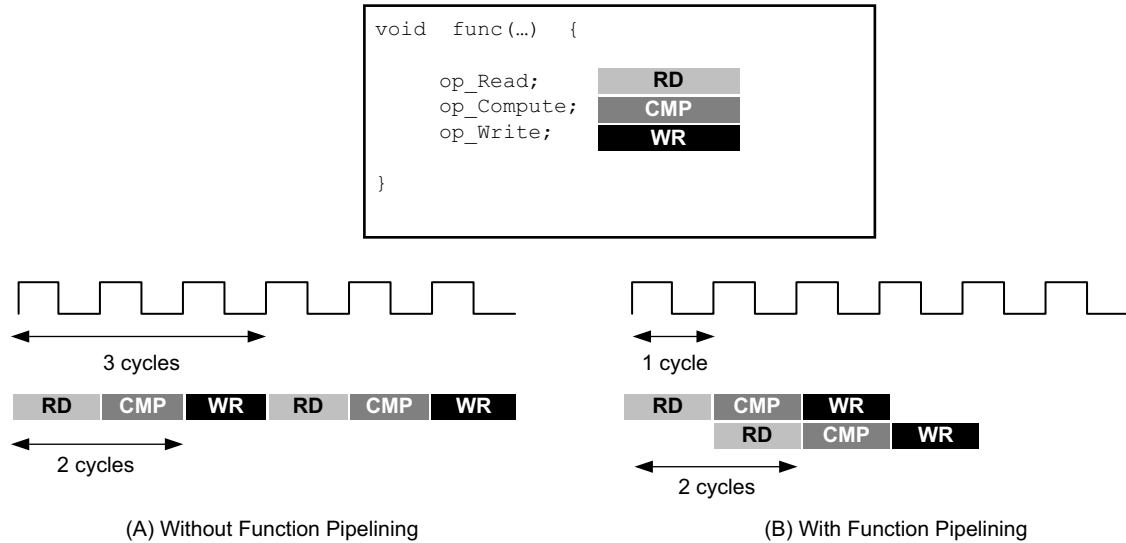 void func(…) {
op_Read; RD
op_Compute; CMP
op_Write; WR
}
3 cycles
RD CMP WR RD CMP WR
2 cycles
(A) Without Function Pipelining
1 cycle
RD CMP WR
RD CMP WR
2 cycles
(B) With Function Pipelining